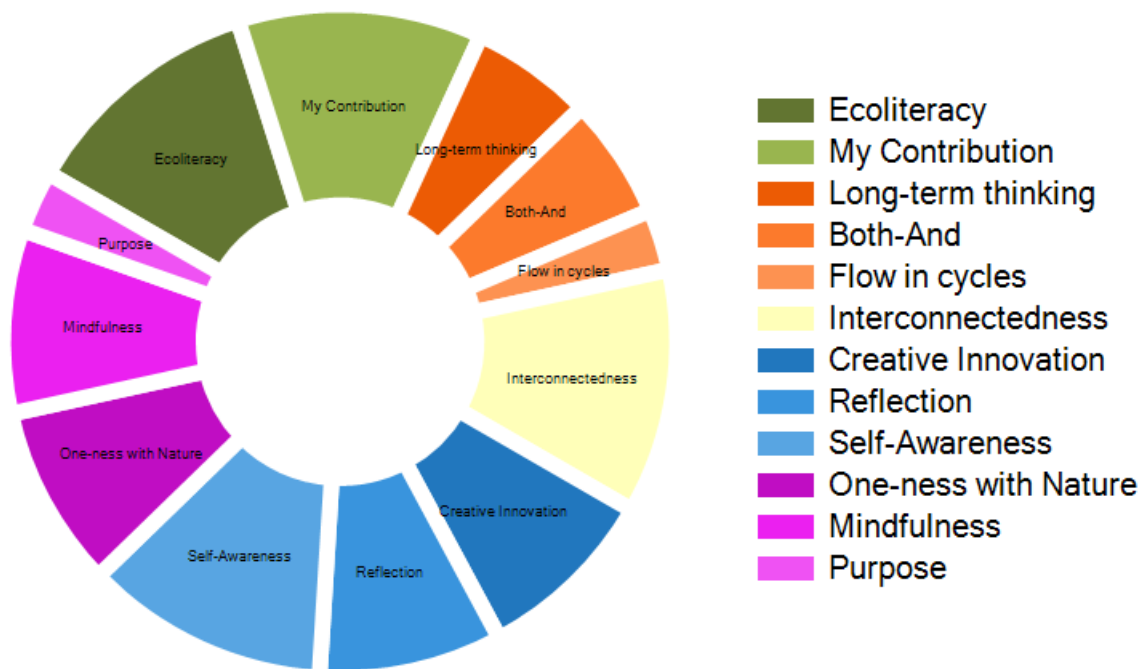 My Contribution
Long-term thinking
Ecoliteracy
Both-And
Purpose
Flow in cycles
Mindfulness
Interconnectedness
One-ness with Nature
Creative Innovation
Self-Awareness
Reflection
Ecoliteracy
My Contribution
Long-term thinking
Both-And
Flow in cycles
Interconnectedness
Creative Innovation
Reflection
Self-Awareness
One-ness with Nature
Mindfulness
Purpose